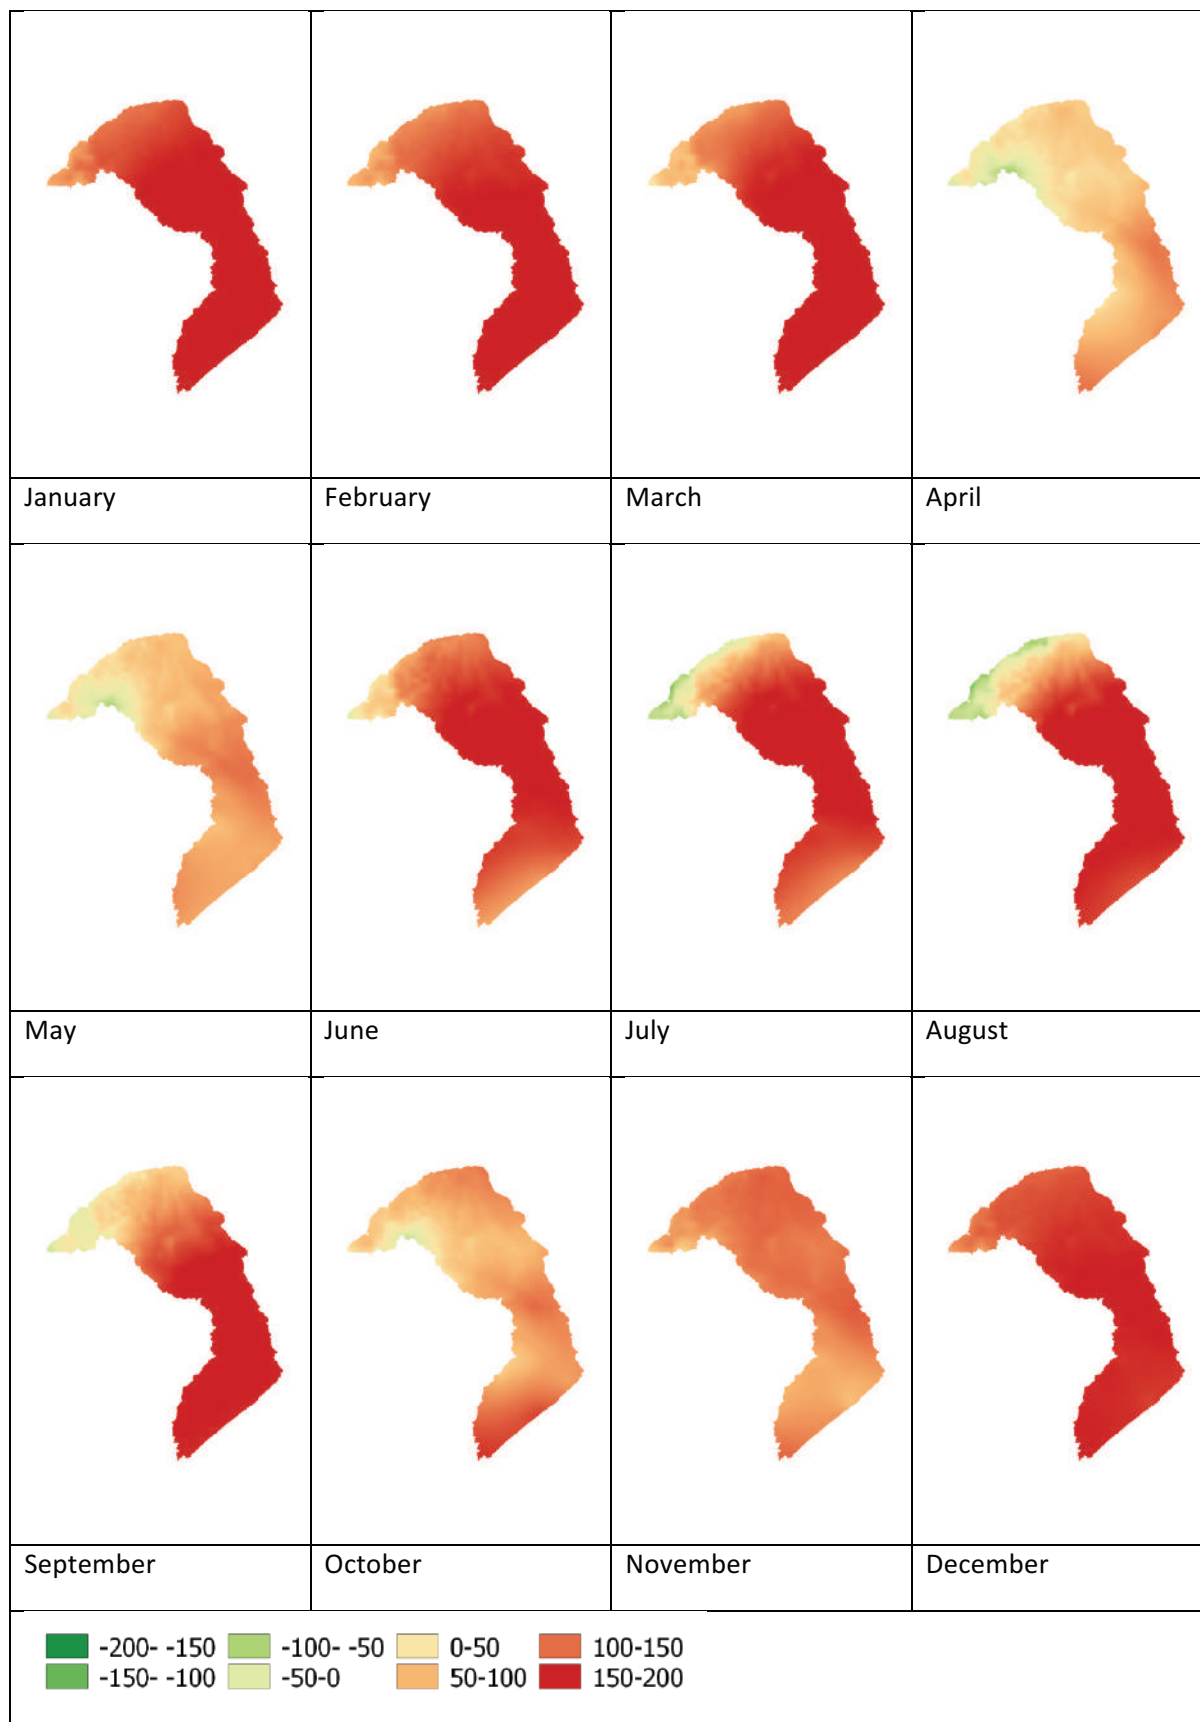 January
February
March
April
May
June
July
August
September
October
November
December
-200- -150
-100- -50
0-50
100-150
-150- -100
-50-0
50-100
150-200